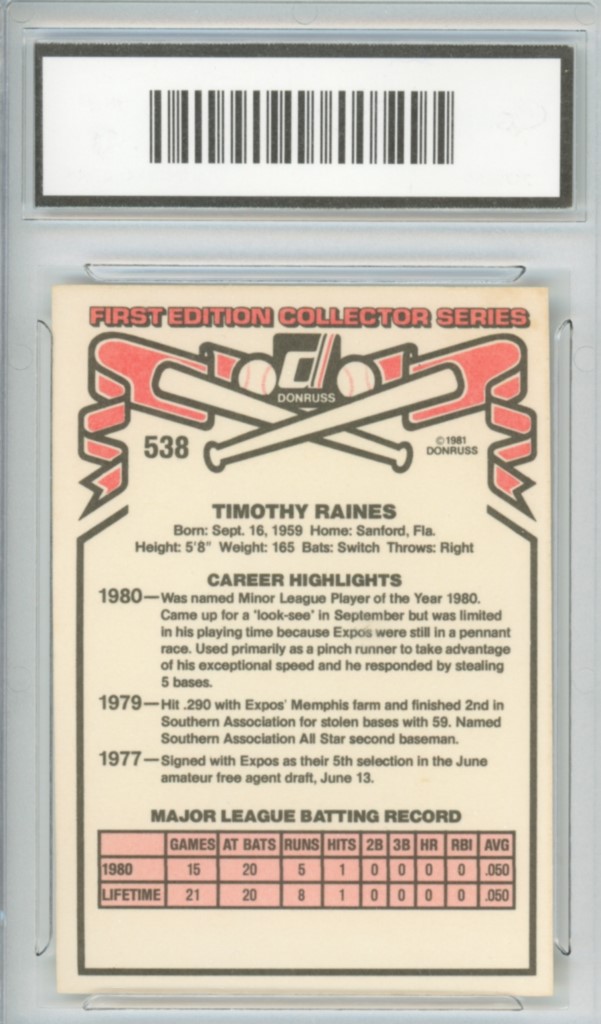 FIRST EDITION COLLECTOR SERIES
d
DONRUSS
538
©1981
DONRUSS
TIMOTHY RAINES
Born: Sept. 16, 1959 Home: Sanford, Fla.
Height: 5'8" Weight: 165 Bats: Switch Throws: Right
CAREER HIGHLIGHTS
1980—Was named Minor League Player of the Year 1980.
Came up for a 'look-see' in September but was limited
in his playing time because Expos were still in a pennant
race. Used primarily as a pinch runner to take advantage
of his exceptional speed and he responded by stealing
5 bases.
1979—Hit .290 with Expos' Memphis farm and finished 2nd in
Southern Association for stolen bases with 59. Named
Southern Association All Star second baseman.
1977—Signed with Expos as their 5th selection in the June
amateur free agent draft, June 13.
MAJOR LEAGUE BATTING RECORD
GAMES AT BATS RUNS HITS 2B 3B HR RBI AVG
1980 15 20 5 1 0 0 0 0 .050
LIFETIME 21 20 8 1 0 0 0 0 .050